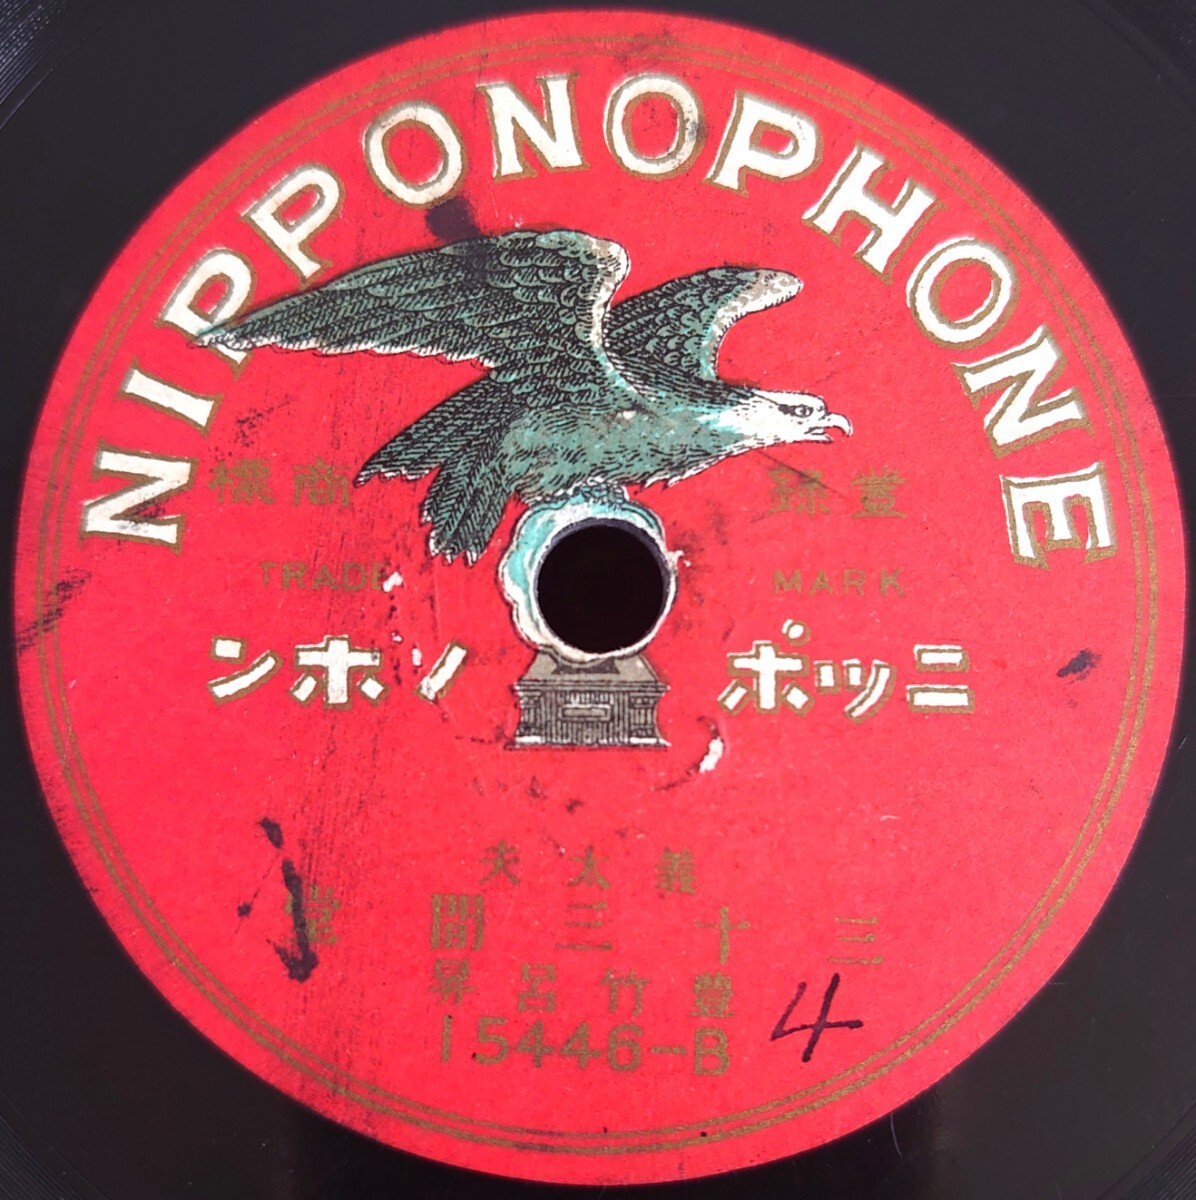 NIPPONOPHONE
登録商標
TRADE MARK
ニッポノホン
義太夫
三十三間堂
豊竹呂昇
15446-B
4